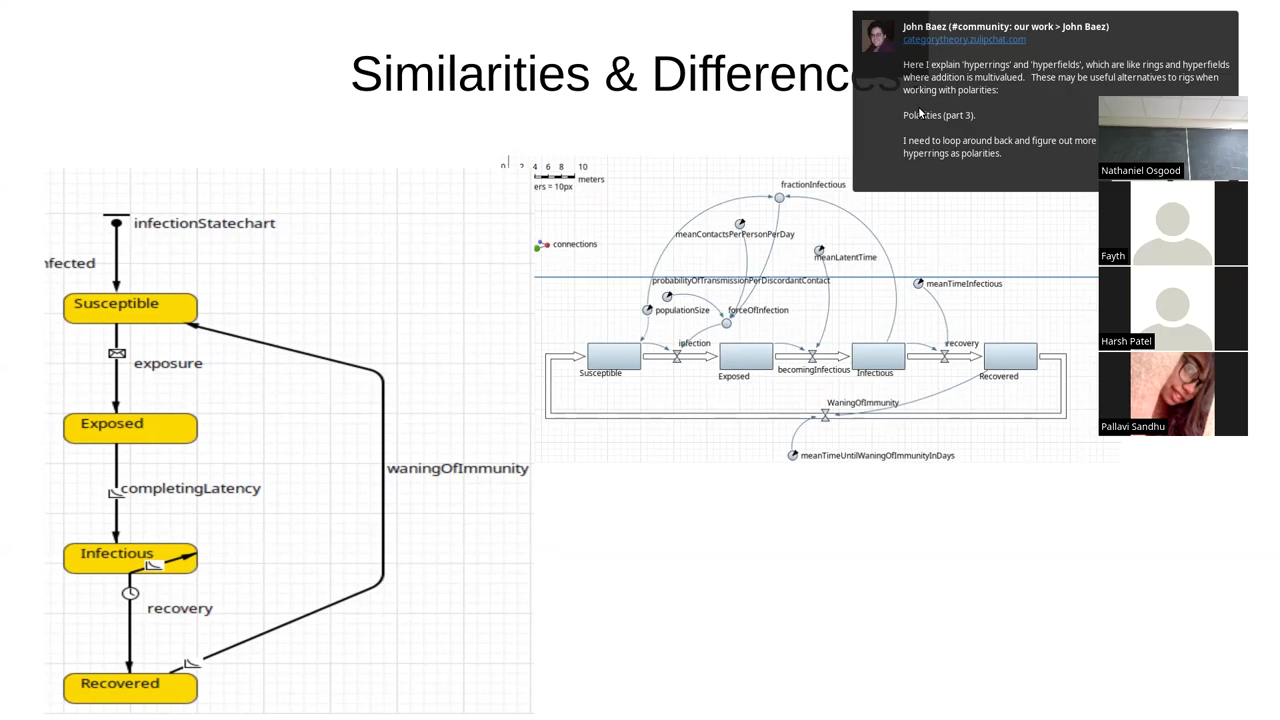 Similarities & Difference
John Baez (#community: our work > John Baez)
categorytheory.zulipchat.com
Here I explain 'hyperrings' and 'hyperfields', which are like rings and hyperfields
where addition is multivalued. These may be useful alternatives to rigs when
working with polarities:
Polarities (part 3).
I need to loop around back and figure out more
hyperrings as polarities.
Nathaniel Osgood
Fayth
Harsh Patel
Pallavi Sandhu
infectionStatechart
nfected
Susceptible
exposure
Exposed
completingLatency
Infectious
recovery
Recovered
waningOfImmunity
0 2 4 6 8 10
meters
ers = 10px
connections
fractionInfectious
meanContactsPerPersonPerDay
meanLatentTime
probabilityOfTransmissionPerDiscordantContact
meanTimeInfectious
populationSize
forceOfInfection
infection
recovery
Susceptible
Exposed
becomingInfectious
Infectious
Recovered
WaningOfImmunity
meanTimeUntilWaningOfImmunityInDays